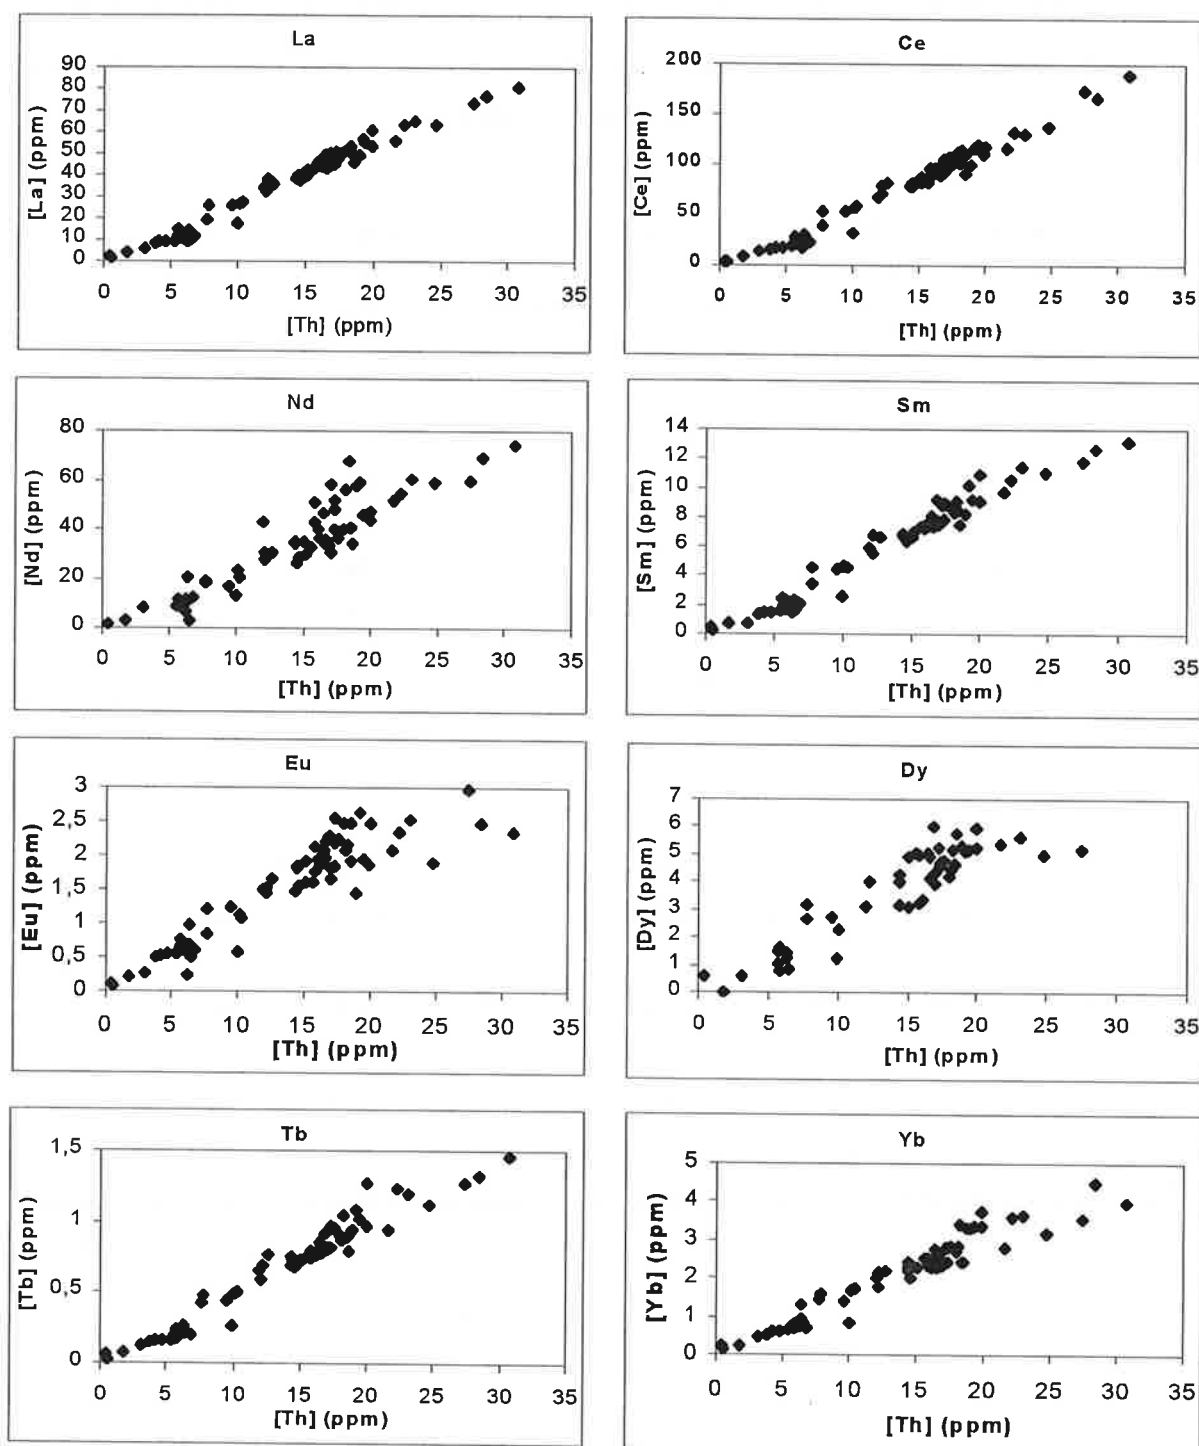 La
90
80
70
60
50
40
30
20
10
0
[La] (ppm)
0 5 10 15 20 25 30 35
[Th] (ppm)
Ce
200
150
100
50
0
[Ce] (ppm)
0 5 10 15 20 25 30 35
[Th] (ppm)
Nd
80
60
40
20
0
[Nd] (ppm)
0 5 10 15 20 25 30 35
[Th] (ppm)
Sm
14
12
10
8
6
4
2
0
[Sm] (ppm)
0 5 10 15 20 25 30 35
[Th] (ppm)
Eu
3
2,5
2
1,5
1
0,5
0
[Eu] (ppm)
0 5 10 15 20 25 30 35
[Th] (ppm)
Dy
7
6
5
4
3
2
1
0
[Dy] (ppm)
0 5 10 15 20 25 30 35
[Th] (ppm)
Tb
1,5
1
0,5
0
[Tb] (ppm)
0 5 10 15 20 25 30 35
[Th] (ppm)
Yb
5
4
3
2
1
0
[Yb] (ppm)
0 5 10 15 20 25 30 35
[Th] (ppm)